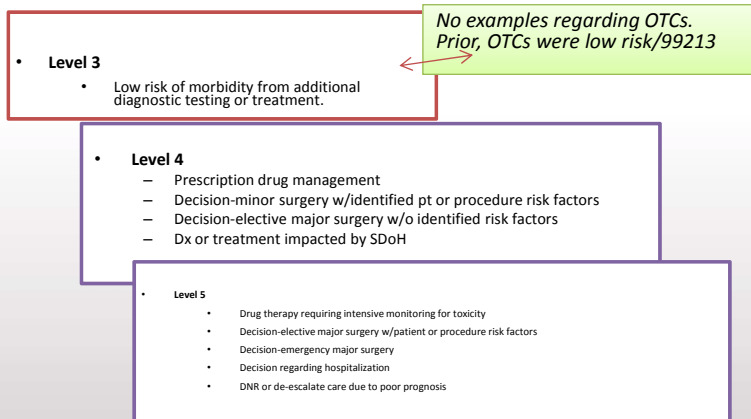 No examples regarding OTCs.
Prior, OTCs were low risk/99213
• Level 3
• Low risk of morbidity from additional
diagnostic testing or treatment.
• Level 4
– Prescription drug management
– Decision-minor surgery w/identified pt or procedure risk factors
– Decision-elective major surgery w/o identified risk factors
– Dx or treatment impacted by SDoH
• Level 5
• Drug therapy requiring intensive monitoring for toxicity
• Decision-elective major surgery w/patient or procedure risk factors
• Decision-emergency major surgery
• Decision regarding hospitalization
• DNR or de-escalate care due to poor prognosis